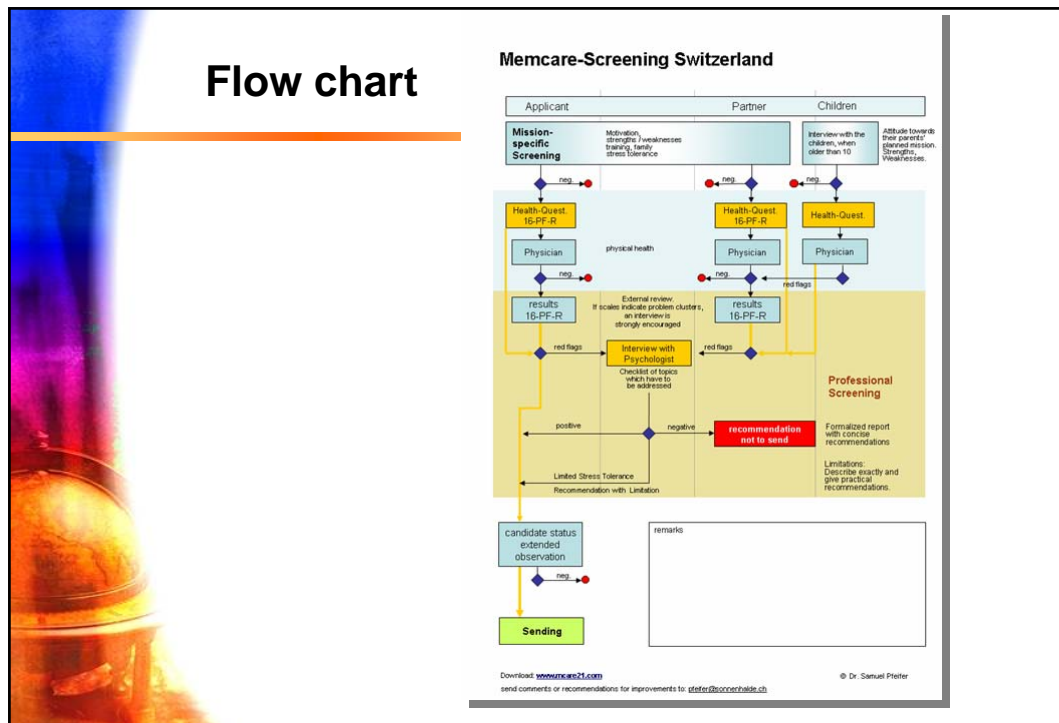 Flow chart
Memcare-Screening Switzerland
Applicant
Partner
Children
Mission-
specific
Screening
Motivation,
strengths / weaknesses
training, family
stress tolerance
Interview with the
children, when
older than 10
Attitude towards
their parents'
planned mission.
Strengths,
Weaknesses.
neg.
neg.
neg.
Health-Quest.
16-PF-R
Health-Quest.
16-PF-R
Health-Quest.
Physician
physical health
Physician
Physician
neg.
neg.
red flags
results
16-PF-R
External review.
If scales indicate problem clusters,
an interview is
strongly encouraged
results
16-PF-R
red flags
Interview with
Psychologist
red flags
Checklist of topics
which have to
be addressed
Professional
Screening
positive
negative
recommendation
not to send
Formalized report
with concise
recommendations
Limited Stress Tolerance
Recommendation with Limitation
Limitations:
Describe exactly and
give practical
recommendations.
candidate status
extended
observation
neg.
remarks
Sending
Download: www.mcare21.com
© Dr. Samuel Pfeifer
send comments or recommendations for improvements to: pfeifer@sonnenhalde.ch